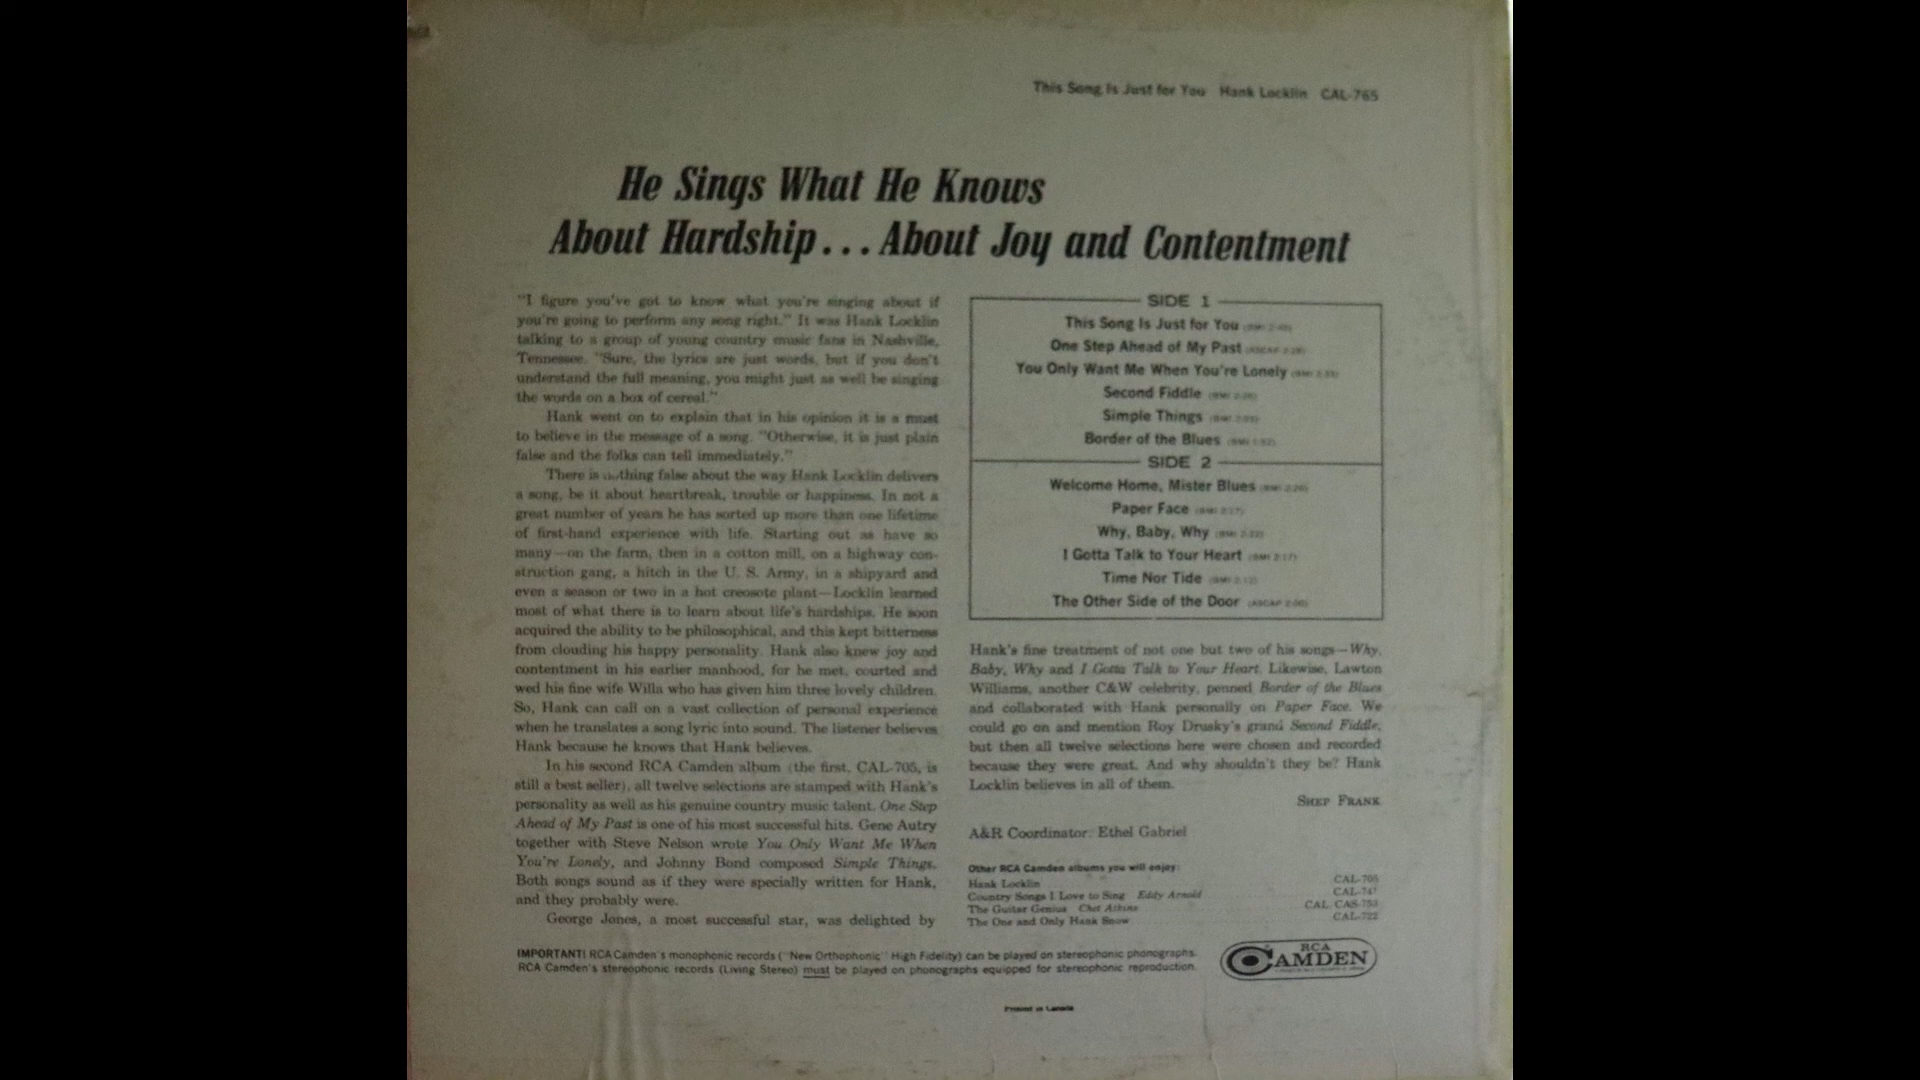 This Song Is Just for You Hank Locklin CAL-765
He Sings What He Knows
About Hardship... About Joy and Contentment
"I figure you've got to know what you're singing about if
you're going to perform any song right." It was Hank Locklin
talking to a group of young country music fans in Nashville,
Tennessee. "Sure, the lyrics are just words, but if you don't
understand the full meaning, you might just as well be singing
the words on a box of cereal."
Hank went on to explain that in his opinion it is a must
to believe in the message of a song. "Otherwise, it is just plain
false and the folks can tell immediately."
There is nothing false about the way Hank Locklin delivers
a song, be it about heartbreak, trouble or happiness. In not a
great number of years he has sorted up more than one lifetime
of first-hand experience with life. Starting out as have so
many—on the farm, then in a cotton mill, on a highway con-
struction gang, a hitch in the U. S. Army, in a shipyard and
even a season or two in a hot creosote plant—Locklin learned
most of what there is to learn about life's hardships. He soon
acquired the ability to be philosophical, and this kept bitterness
from clouding his happy personality. Hank also knew joy and
contentment in his earlier manhood, for he met, courted and
wed his fine wife Willa who has given him three lovely children.
So, Hank can call on a vast collection of personal experience
when he translates a song lyric into sound. The listener believes
Hank because he knows that Hank believes.
In his second RCA Camden album (the first, CAL-705, is
still a best seller), all twelve selections are stamped with Hank's
personality as well as his genuine country music talent. One Step
Ahead of My Past is one of his most successful hits. Gene Autry
together with Steve Nelson wrote You Only Want Me When
You're Lonely, and Johnny Bond composed Simple Things.
Both songs sound as if they were specially written for Hank,
and they probably were.
George Jones, a most successful star, was delighted by
SIDE 1
This Song Is Just for You
One Step Ahead of My Past
You Only Want Me When You're Lonely
Second Fiddle
Simple Things
Border of the Blues
SIDE 2
Welcome Home, Mister Blues
Paper Face
Why, Baby, Why
I Gotta Talk to Your Heart
Time Nor Tide
The Other Side of the Door
Hank's fine treatment of not one but two of his songs—Why,
Baby, Why and I Gotta Talk to Your Heart. Likewise, Lawton
Williams, another C&W celebrity, penned Border of the Blues
and collaborated with Hank personally on Paper Face. We
could go on and mention Roy Drusky's grand Second Fiddle,
but then all twelve selections here were chosen and recorded
because they were great. And why shouldn't they be? Hank
Locklin believes in all of them.
SHEP FRANK
A&R Coordinator: Ethel Gabriel
Other RCA Camden albums you will enjoy:
Hank Locklin CAL-705
Country Songs I Love to Sing Eddy Arnold CAL-741
The Guitar Genius Chet Atkins CAL/CAS-753
The One and Only Hank Snow CAL-722
IMPORTANT! RCA Camden's monophonic records ("New Orthophonic" High Fidelity) can be played on stereophonic phonographs.
RCA Camden's stereophonic records (Living Stereo) must be played on phonographs equipped for stereophonic reproduction.
RCA
CAMDEN
Printed in Canada